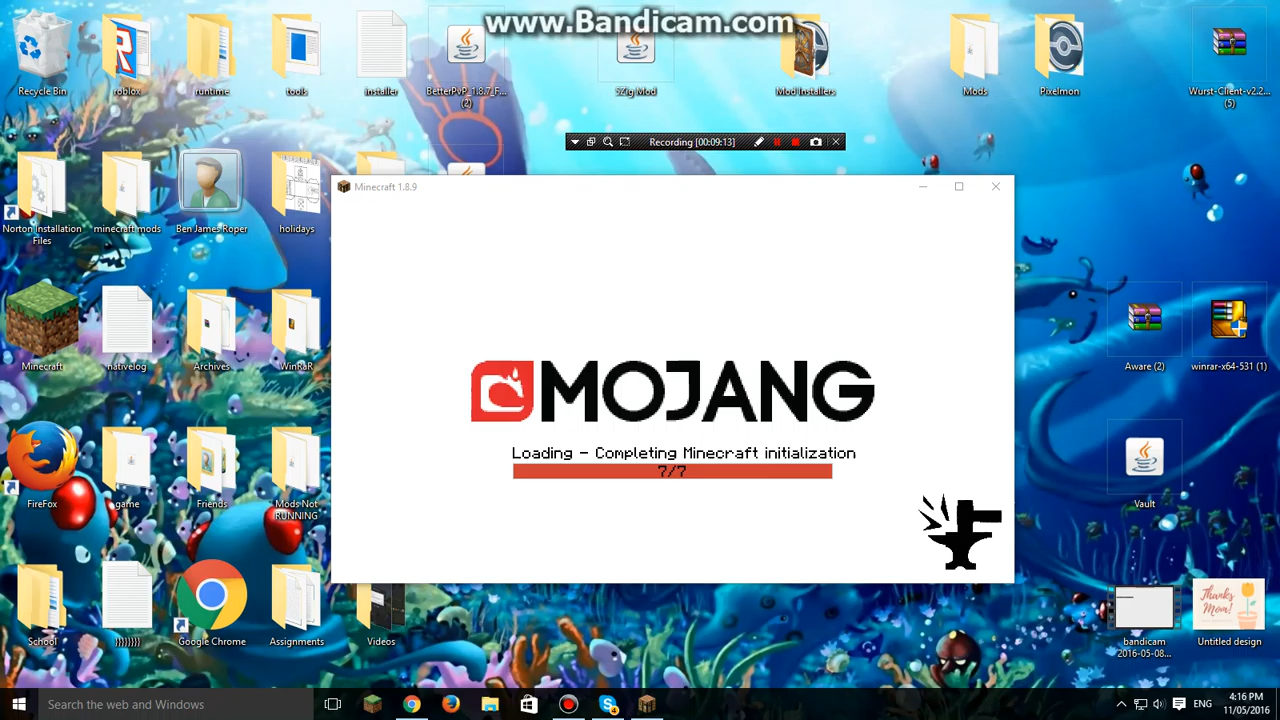 www.Bandicam.com
Recycle Bin
roblox
runtime
tools
installer
BetterPvP_1.8.7_F...
(2)
5Zig Mod
Mod Installers
Mods
Pixelmon
Wurst-Client-v2.2...
(5)
Recording [00:09:13]
Minecraft 1.8.9
Norton Installation
Files
minecraft mods
Ben James Roper
holidays
Minecraft
nativelog
Archives
WinRAR
Aware (2)
winrar-x64-531 (1)
MOJANG
Loading - Completing Minecraft initialization
7/7
FireFox
game
Friends
Mods Not
RUNNING
Vault
School
}}}}}}}}
Google Chrome
Assignments
Videos
bandicam
2016-05-08...
Thanks
Mom!
Untitled design
Search the web and Windows
ENG
4:16 PM
11/05/2016